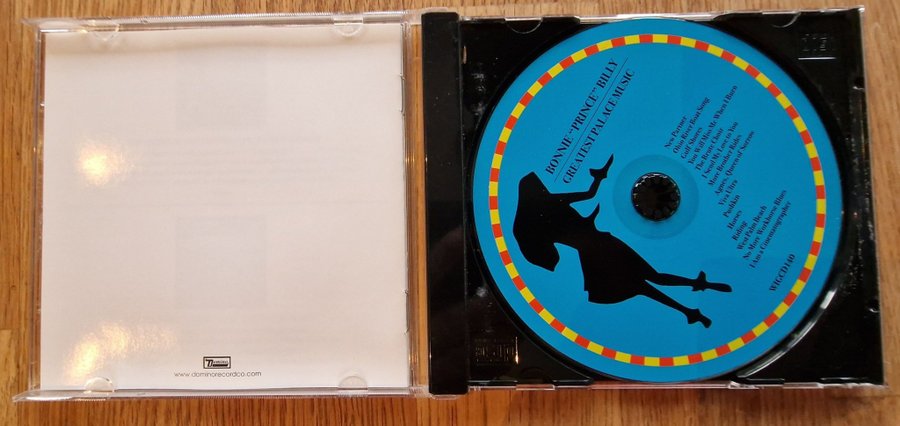 DOMINO
www.dominorecordco.com
BONNIE "PRINCE" BILLY
GREATEST PALACE MUSIC
New Partner
Ohio River Boat Song
Gulf Shores
You Will Miss Me When I Burn
The Brute Choir
I Send My Love to You
More Brother Rides
Agnes, Queen of Sorrow
Viva Ultra
Pushkin
Horses
Riding
West Palm Beach
No More Workhorse Blues
I Am a Cinematographer
WIGCD140